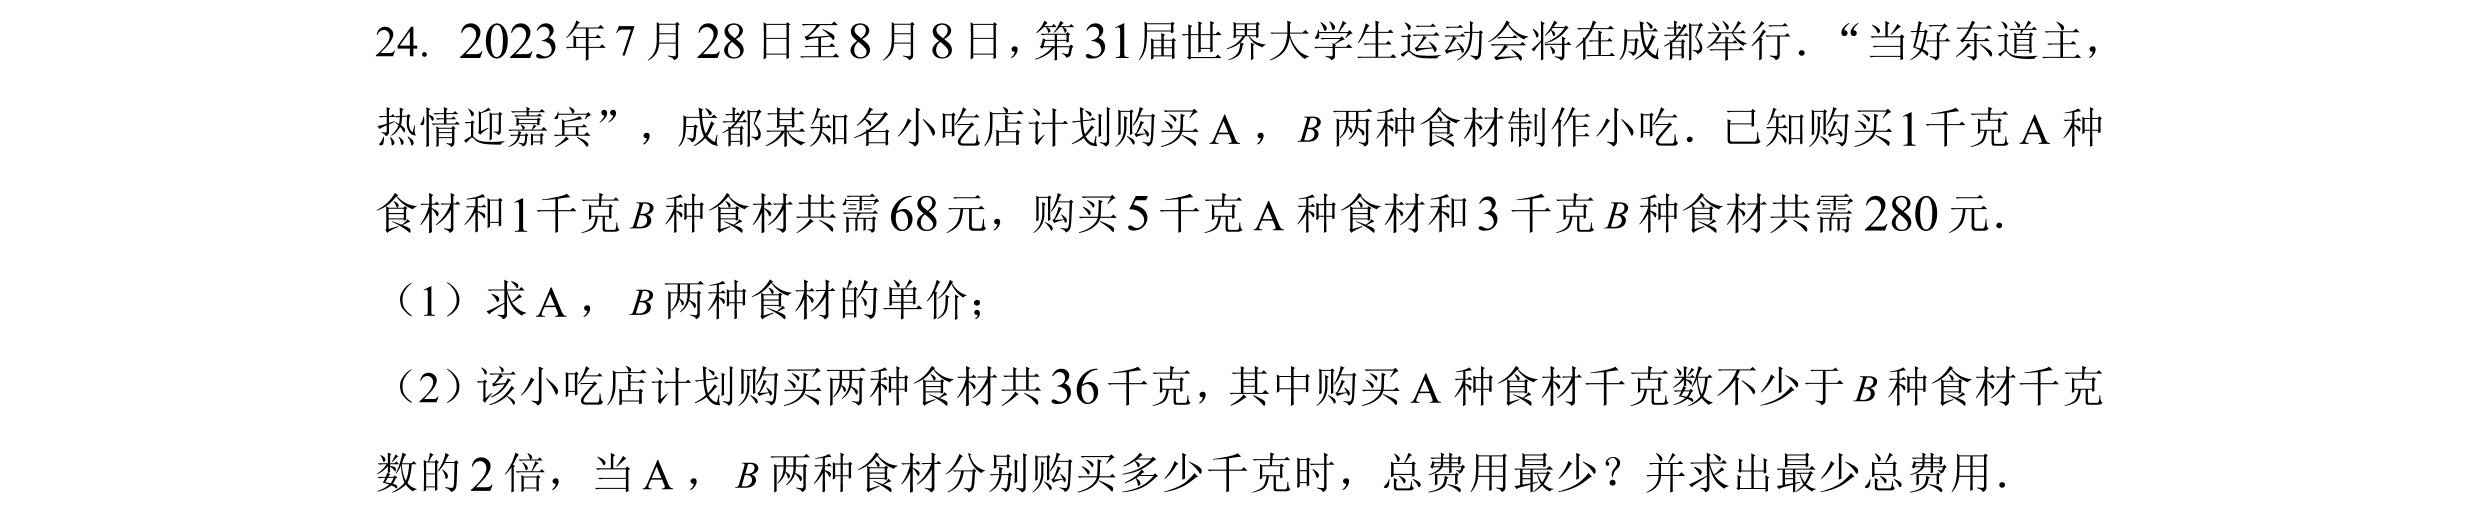 24. 2023年7月28日至8月8日,第31届世界大学生运动会将在成都举行.“当好东道主,
热情迎嘉宾”,成都某知名小吃店计划购买A,B两种食材制作小吃.已知购买1千克A种
食材和1千克B种食材共需68元,购买5千克A种食材和3千克B种食材共需280元.
(1)求A,B两种食材的单价;
(2)该小吃店计划购买两种食材共36千克,其中购买A种食材千克数不少于B种食材千克
数的2倍,当A,B两种食材分别购买多少千克时,总费用最少?并求出最少总费用.